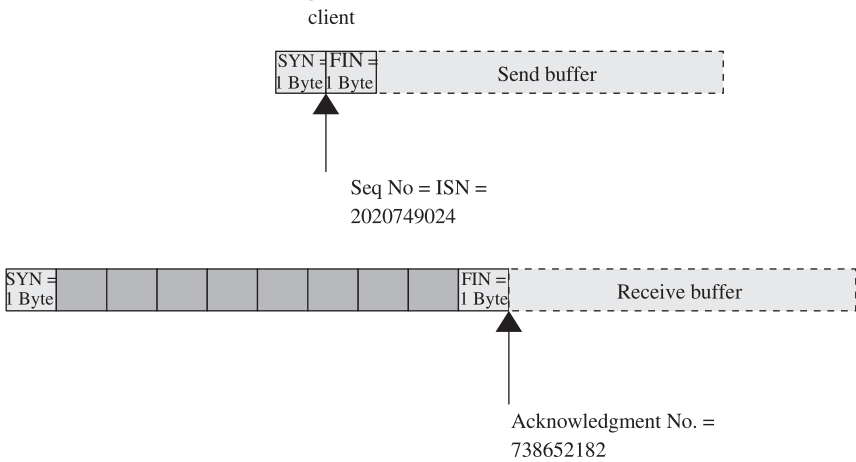 client
SYN =
1 Byte
FIN =
1 Byte
Send buffer
Seq No = ISN =
2020749024
SYN =
1 Byte
FIN =
1 Byte
Receive buffer
Acknowledgment No. =
738652182